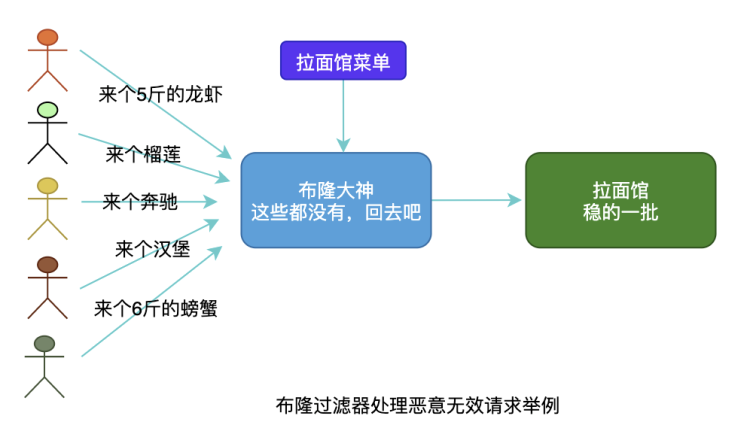 拉面馆菜单
来个5斤的龙虾
来个榴莲
来个奔驰
来个汉堡
来个6斤的螃蟹
布隆大神
这些都没有，回去吧
拉面馆
稳的一批
布隆过滤器处理恶意无效请求举例